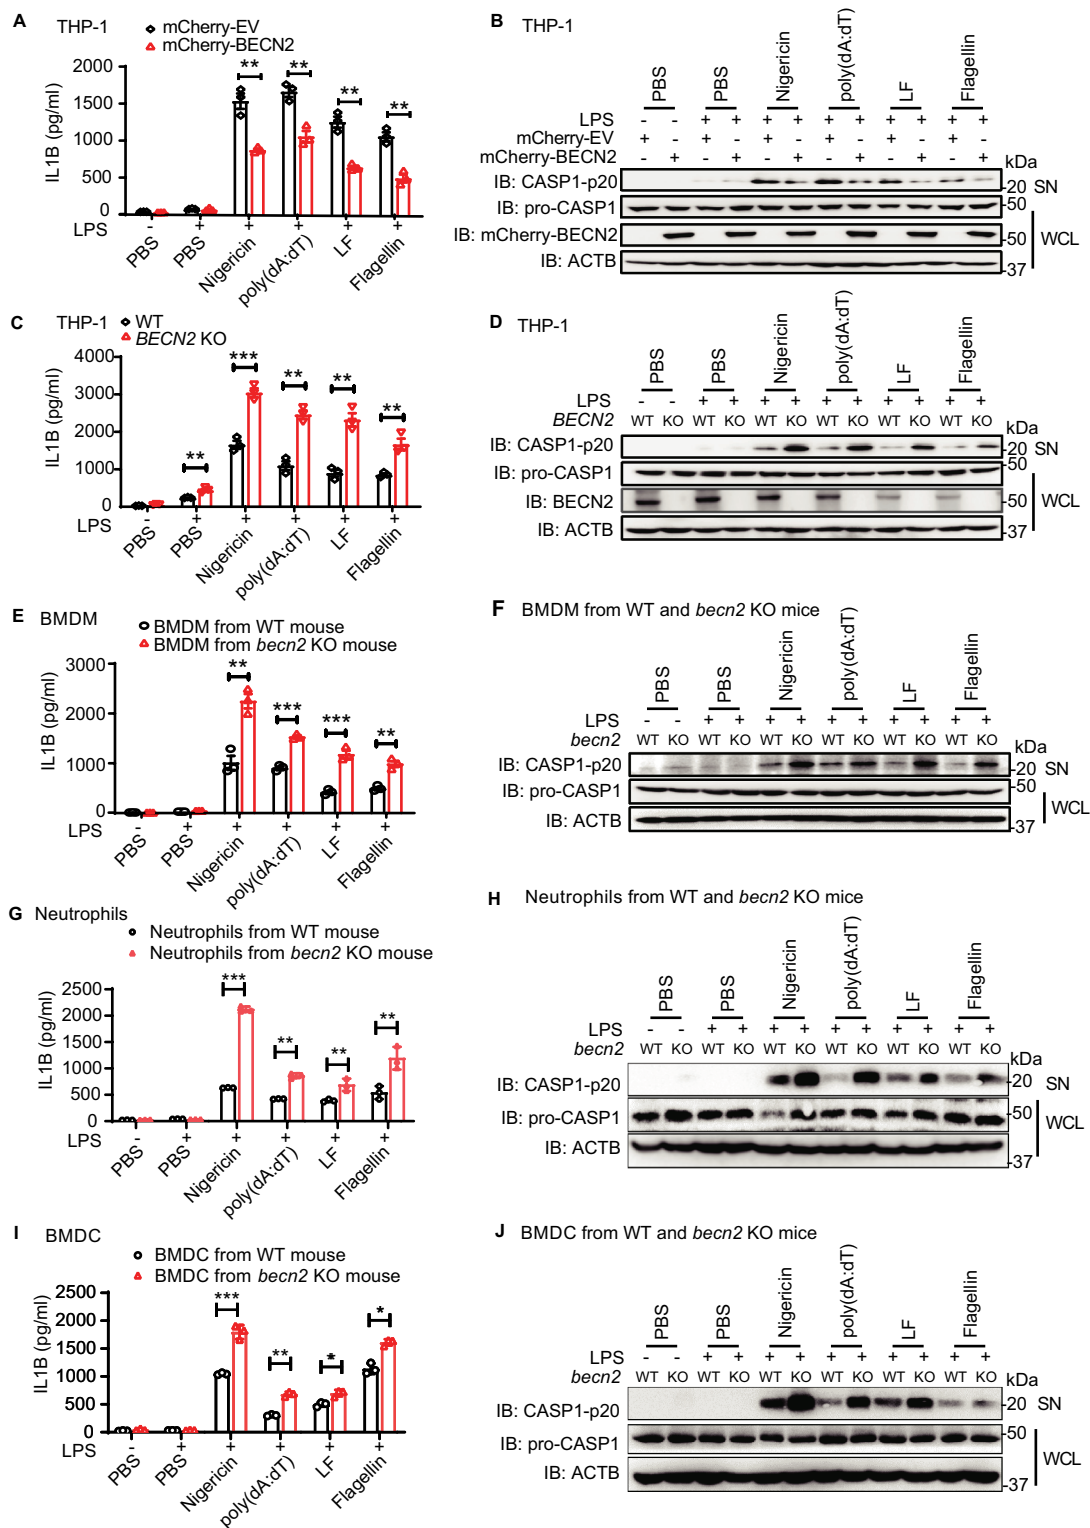 A THP-1
mCherry-EV
mCherry-BECN2
IL1B (pg/ml)
2000
1500
1000
500
0
** ** ** **
LPS - + + + + +
PBS PBS Nigericin poly(dA:dT) LF Flagellin
B THP-1
PBS PBS Nigericin poly(dA:dT) LF Flagellin
LPS - - + + + + + + + + + +
mCherry-EV + - + - + - + - + - + -
mCherry-BECN2 - + - + - + - + - + - +
kDa
IB: CASP1-p20 -20 SN
IB: pro-CASP1 -50
IB: mCherry-BECN2 -50 WCL
IB: ACTB -37
C THP-1
WT
BECN2 KO
IL1B (pg/ml)
4000
3000
2000
1000
0
** *** ** ** **
LPS - + + + + +
PBS PBS Nigericin poly(dA:dT) LF Flagellin
D THP-1
PBS PBS Nigericin poly(dA:dT) LF Flagellin
LPS - - + + + + + + + + + +
BECN2 WT KO WT KO WT KO WT KO WT KO WT KO
kDa
IB: CASP1-p20 -20 SN
IB: pro-CASP1 -50
IB: BECN2 -50 WCL
IB: ACTB -37
E BMDM
BMDM from WT mouse
BMDM from becn2 KO mouse
IL1B (pg/ml)
3000
2000
1000
0
** *** *** **
LPS - + + + + +
PBS PBS Nigericin poly(dA:dT) LF Flagellin
F BMDM from WT and becn2 KO mice
PBS PBS Nigericin poly(dA:dT) LF Flagellin
LPS - - + + + + + + + + + +
becn2 WT KO WT KO WT KO WT KO WT KO WT KO
kDa
IB: CASP1-p20 -20 SN
IB: pro-CASP1 -50
WCL
IB: ACTB -37
G Neutrophils
Neutrophils from WT mouse
Neutrophils from becn2 KO mouse
IL1B (pg/ml)
2500
2000
1500
1000
500
0
*** ** ** **
LPS - + + + + +
PBS PBS Nigericin poly(dA:dT) LF Flagellin
H Neutrophils from WT and becn2 KO mice
PBS PBS Nigericin poly(dA:dT) LF Flagellin
LPS - - + + + + + + + + + +
becn2 WT KO WT KO WT KO WT KO WT KO WT KO
kDa
IB: CASP1-p20 -20 SN
IB: pro-CASP1 -50
WCL
IB: ACTB -37
I BMDC
BMDC from WT mouse
BMDC from becn2 KO mouse
IL1B (pg/ml)
2500
2000
1500
1000
500
0
*** ** * *
LPS - + + + + +
PBS PBS Nigericin poly(dA:dT) LF Flagellin
J BMDC from WT and becn2 KO mice
PBS PBS Nigericin poly(dA:dT) LF Flagellin
LPS - - + + + + + + + + + +
becn2 WT KO WT KO WT KO WT KO WT KO WT KO
kDa
IB: CASP1-p20 -20 SN
IB: pro-CASP1 -50
WCL
IB: ACTB -37